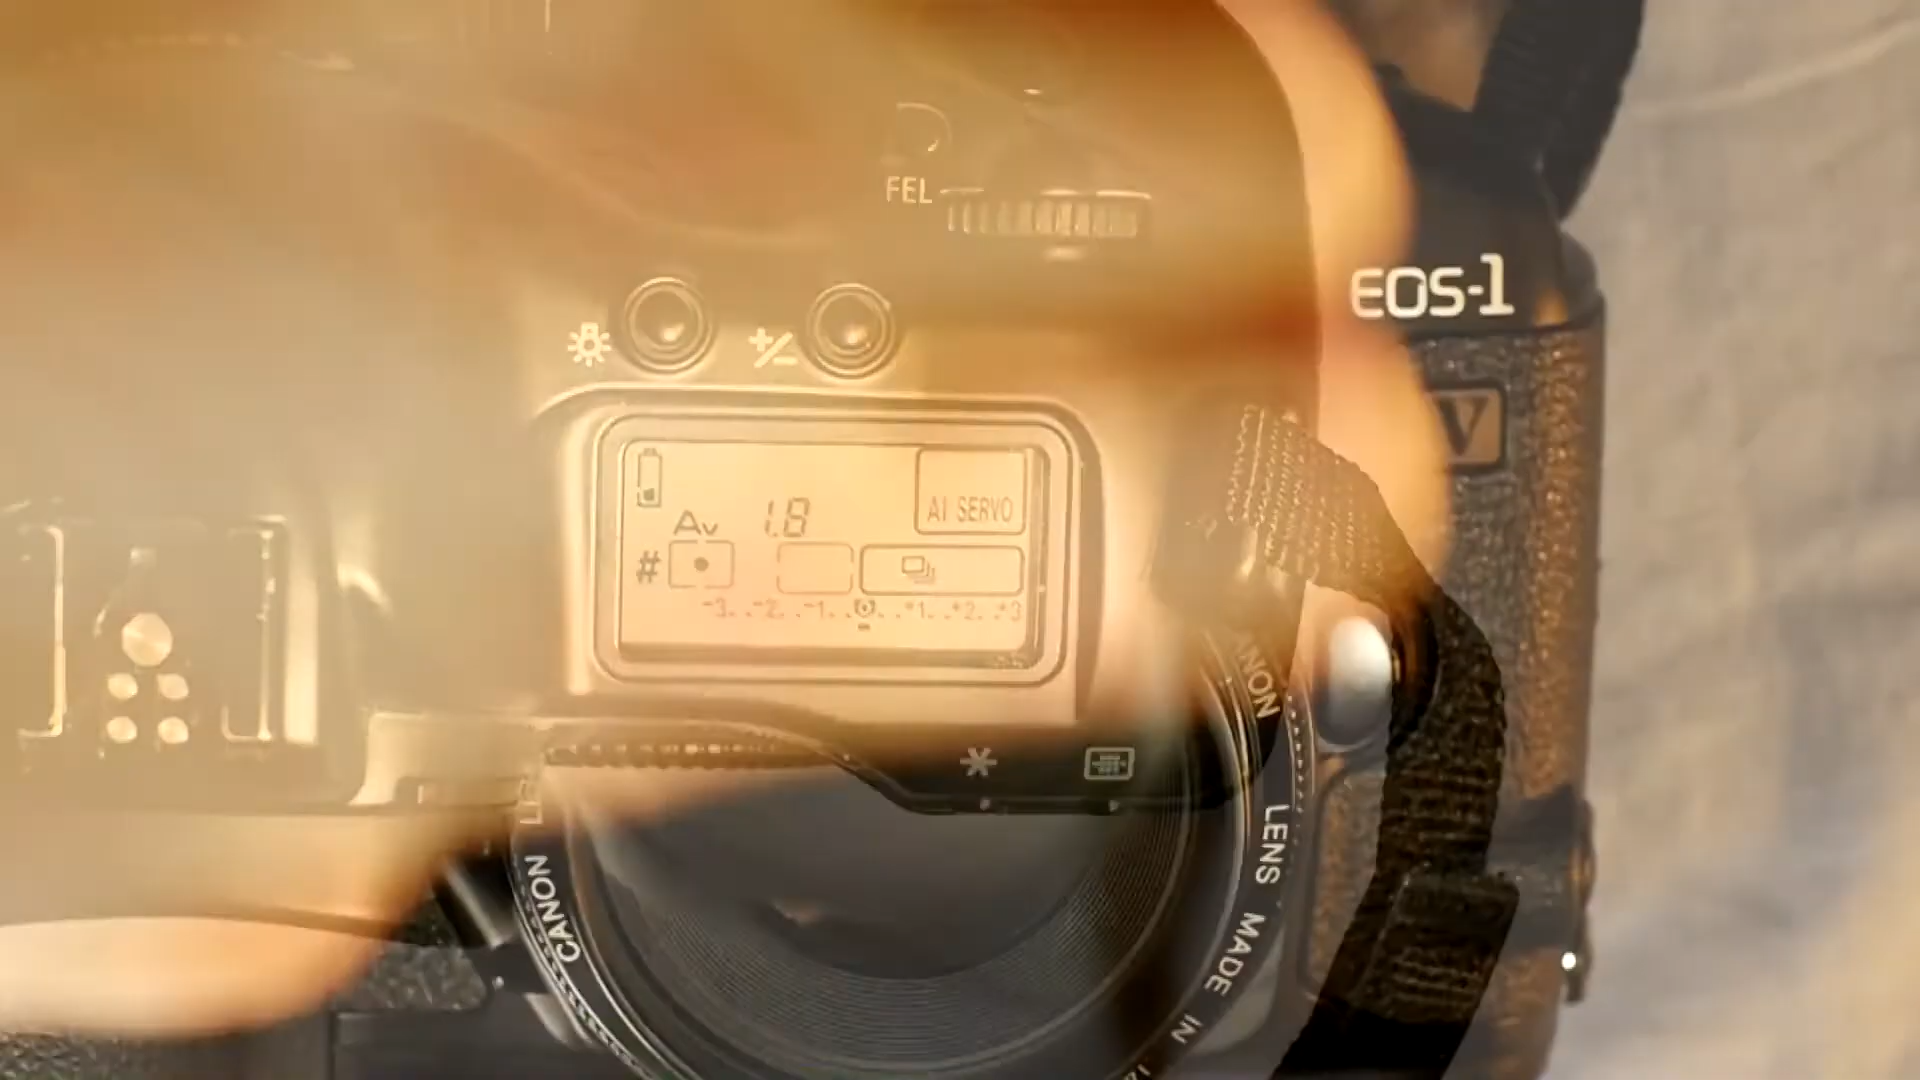 FEL
EOS-1
V
Av 1.8 AI SERVO
#
-3..-2..-1..0..+1..+2..+3
CANON
CANON
LENS MADE IN